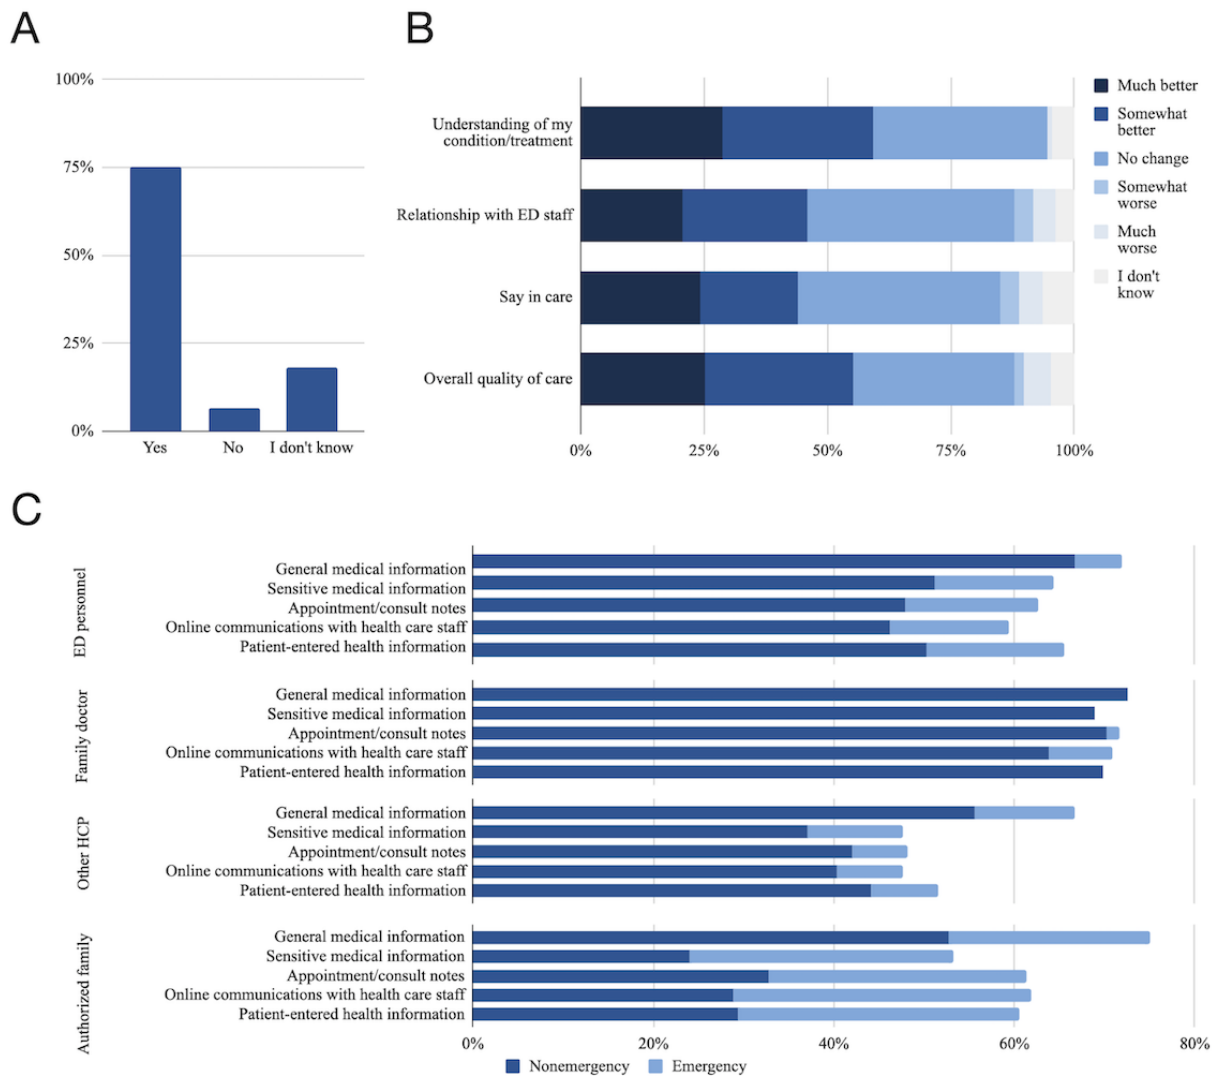 A
100%
75%
50%
25%
0%
Yes
No
I don't know
B
Understanding of my
condition/treatment
Relationship with ED staff
Say in care
Overall quality of care
0%
25%
50%
75%
100%
Much better
Somewhat
better
No change
Somewhat
worse
Much
worse
I don't
know
C
ED personnel
General medical information
Sensitive medical information
Appointment/consult notes
Online communications with health care staff
Patient-entered health information
Family doctor
General medical information
Sensitive medical information
Appointment/consult notes
Online communications with health care staff
Patient-entered health information
Other HCP
General medical information
Sensitive medical information
Appointment/consult notes
Online communications with health care staff
Patient-entered health information
Authorized family
General medical information
Sensitive medical information
Appointment/consult notes
Online communications with health care staff
Patient-entered health information
0%
20%
40%
60%
80%
Nonemergency
Emergency